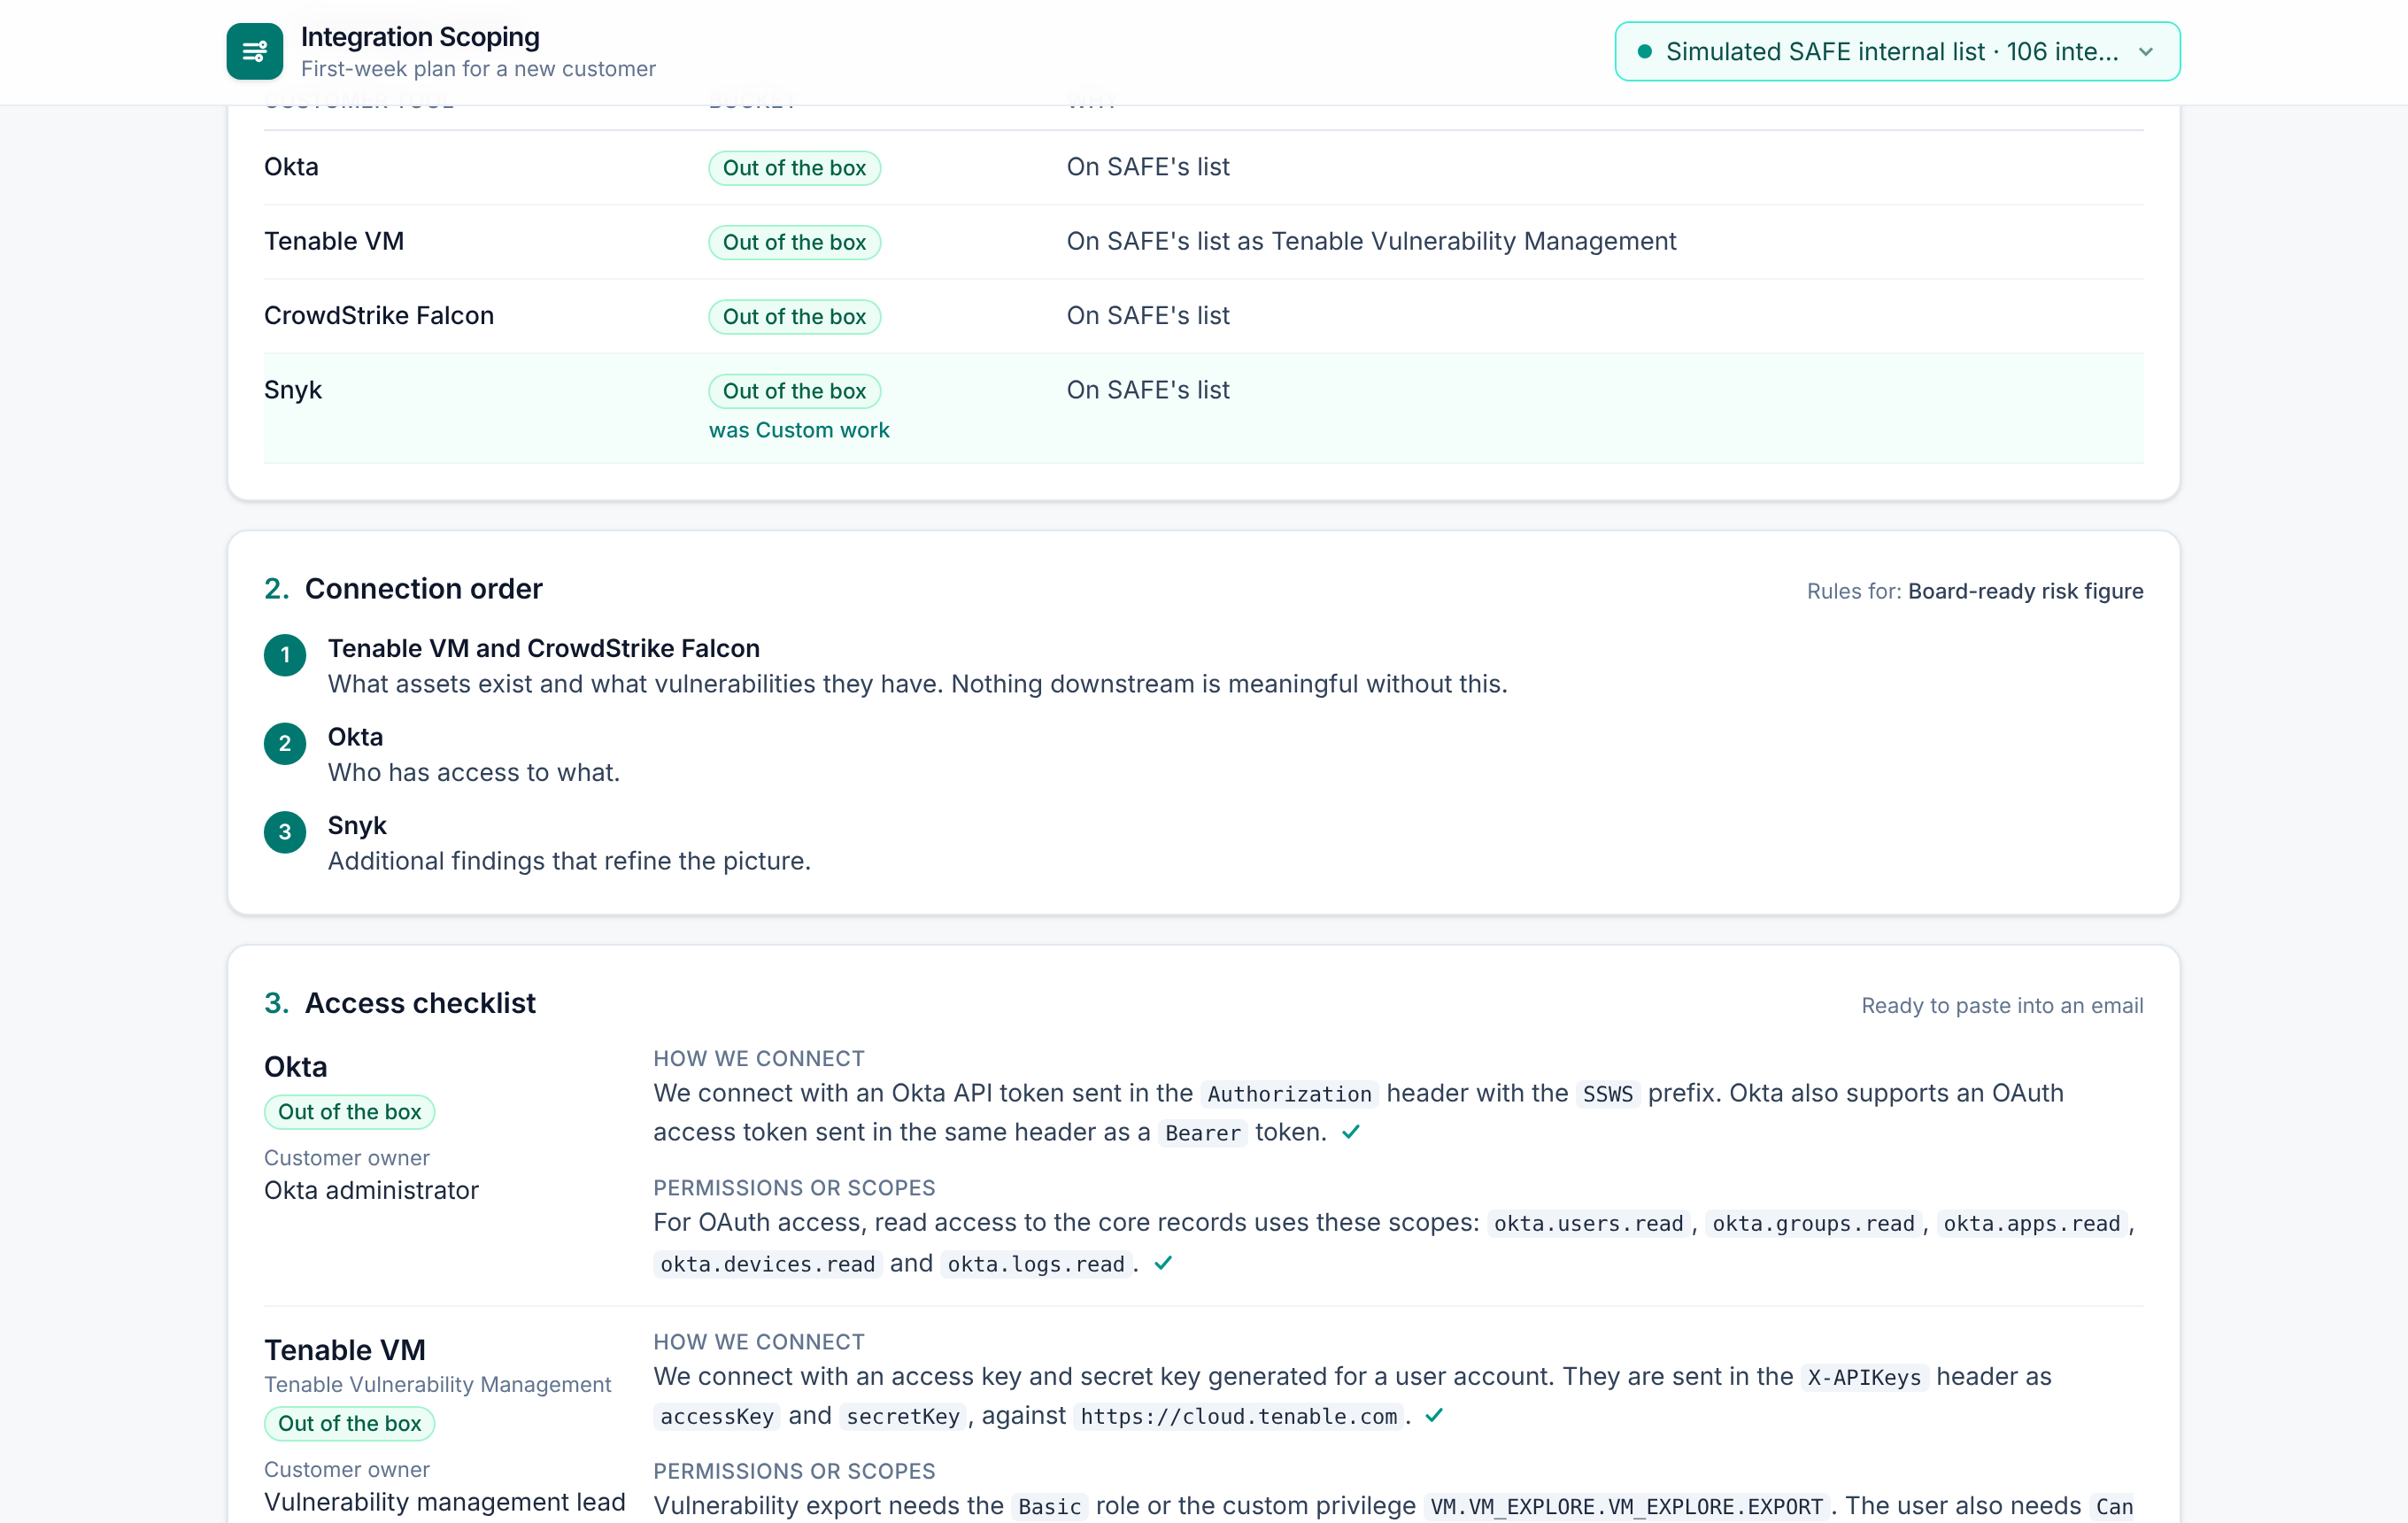 Integration Scoping
First-week plan for a new customer
Simulated SAFE internal list · 106 inte...
Okta
Out of the box
On SAFE's list
Tenable VM
Out of the box
On SAFE's list as Tenable Vulnerability Management
CrowdStrike Falcon
Out of the box
On SAFE's list
Snyk
Out of the box
On SAFE's list
was Custom work
2. Connection order
Rules for: Board-ready risk figure
1
Tenable VM and CrowdStrike Falcon
What assets exist and what vulnerabilities they have. Nothing downstream is meaningful without this.
2
Okta
Who has access to what.
3
Snyk
Additional findings that refine the picture.
3. Access checklist
Ready to paste into an email
Okta
Out of the box
Customer owner
Okta administrator
HOW WE CONNECT
We connect with an Okta API token sent in the Authorization header with the SSWS prefix. Okta also supports an OAuth
access token sent in the same header as a Bearer token.
PERMISSIONS OR SCOPES
For OAuth access, read access to the core records uses these scopes: okta.users.read, okta.groups.read, okta.apps.read,
okta.devices.read and okta.logs.read.
Tenable VM
Tenable Vulnerability Management
Out of the box
Customer owner
Vulnerability management lead
HOW WE CONNECT
We connect with an access key and secret key generated for a user account. They are sent in the X-APIKeys header as
accessKey and secretKey, against https://cloud.tenable.com.
PERMISSIONS OR SCOPES
Vulnerability export needs the Basic role or the custom privilege VM.VM_EXPLORE.VM_EXPLORE.EXPORT. The user also needs Can